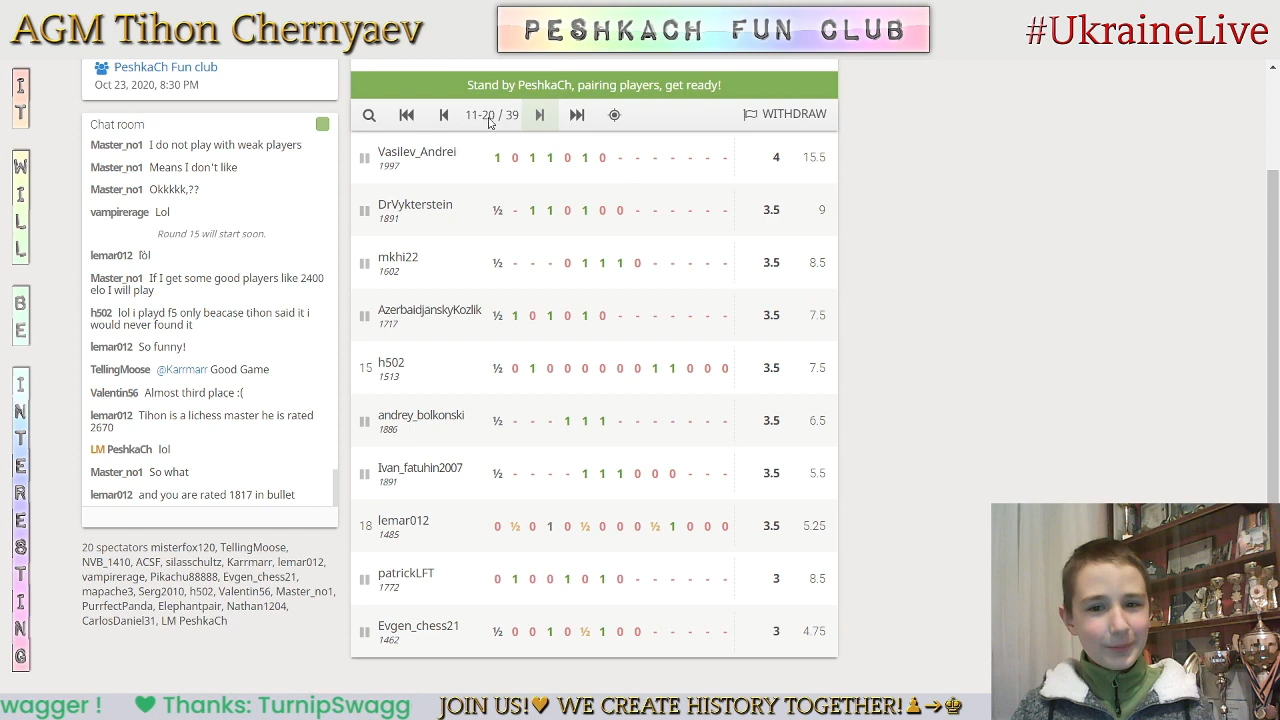 AGM Tihon Chernyaev
PESHKACH FUN CLUB
#UkraineLive
IT
WILL
BE
INTERESTING
PeshkaCh Fun club
Oct 23, 2020, 8:30 PM
Chat room
Master_no1 I do not play with weak players
Master_no1 Means I don't like
Master_no1 Okkkkk,??
vampirerage Lol
Round 15 will start soon.
lemar012 lol
Master_no1 If I get some good players like 2400
elo I will play
h502 lol i playd f5 only beacase tihon said it i
would never found it
lemar012 So funny!
TellingMoose @Karrmarr Good Game
Valentin56 Almost third place :(
lemar012 Tihon is a lichess master he is rated
2670
LM PeshkaCh lol
Master_no1 So what
lemar012 and you are rated 1817 in bullet
20 spectators misterfox120, TellingMoose,
NVB_1410, ACSF, silasschultz, Karrmarr, lemar012,
vampirerage, Pikachu88888, Evgen_chess21,
mapache3, Serg2010, h502, Valentin56, Master_no1,
PurrfectPanda, Elephantpair, Nathan1204,
CarlosDaniel31, LM PeshkaCh
Stand by PeshkaCh, pairing players, get ready!
11-20 / 39 WITHDRAW
Vasilev_Andrei 1 0 1 1 0 1 0 - - - - - - - 4 15.5
1997
DrVykterstein ½ - 1 1 0 1 0 0 - - - - - - 3.5 9
1891
mkhi22 ½ - - - 0 1 1 1 0 - - - - - 3.5 8.5
1602
AzerbaidjanskyKozlik ½ 1 0 1 0 1 0 - - - - - - - 3.5 7.5
1717
15 h502 ½ 0 1 0 0 0 0 0 0 1 1 0 0 0 3.5 7.5
1513
andrey_bolkonski ½ - - - 1 1 1 - - - - - - - 3.5 6.5
1886
Ivan_fatuhin2007 ½ - - - - 1 1 1 0 0 0 - - - 3.5 5.5
1891
18 lemar012 0 ½ 0 1 0 ½ 0 0 0 ½ 1 0 0 0 3.5 5.25
1485
patrickLFT 0 1 0 0 1 0 1 0 - - - - - - 3 8.5
1772
Evgen_chess21 ½ 0 0 1 0 ½ 1 0 0 - - - - - 3 4.75
1462
wagger ! Thanks: TurnipSwagg
JOIN US! WE CREATE HISTORY TOGETHER!